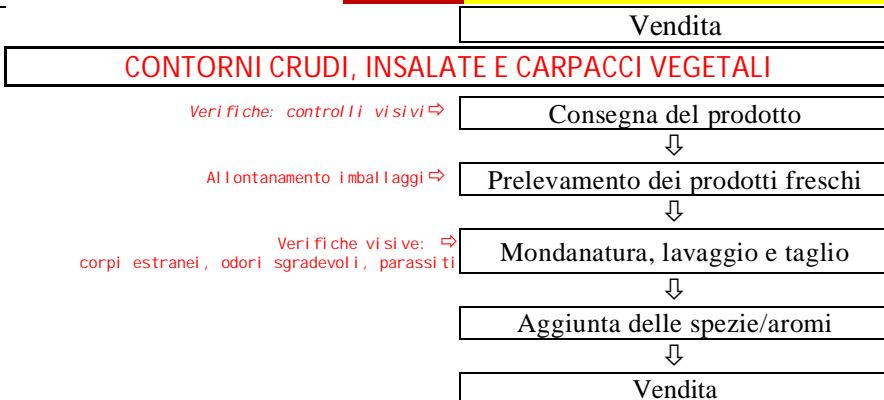 Vendita
CONTORNI CRUDI, INSALATE E CARPACCI VEGETALI
Verifiche: controlli visivi⇨
Consegna del prodotto
Allontanamento imballaggi⇨
Prelevamento dei prodotti freschi
Verifiche visive: ⇨
corpi estranei, odori sgradevoli, parassiti
Mondanatura, lavaggio e taglio
Aggiunta delle spezie/aromi
Vendita